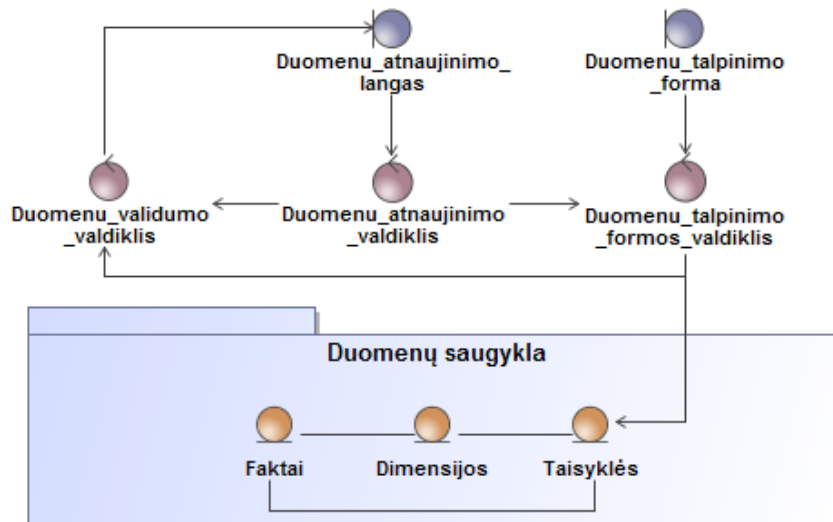 Duomenu_atnaujinimo_
langas
Duomenu_talpinimo
_forma
Duomenu_validumo
_valdiklis
Duomenu_atnaujinimo
_valdiklis
Duomenu_talpinimo
_formos_valdiklis
Duomenų saugykla
Faktai
Dimensijos
Taisyklės